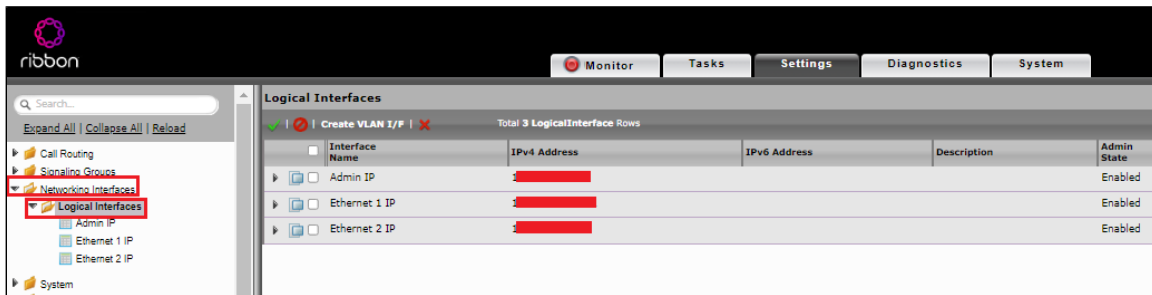 ribbon
Monitor
Tasks
Settings
Diagnostics
System
Search...
Expand All | Collapse All | Reload
Call Routing
Signaling Groups
Networking Interfaces
Logical Interfaces
Admin IP
Ethernet 1 IP
Ethernet 2 IP
System
Logical Interfaces
| | Create VLAN I/F | Total 3 LogicalInterface Rows
Interface Name IPv4 Address IPv6 Address Description Admin State
Admin IP 1 Enabled
Ethernet 1 IP 1 Enabled
Ethernet 2 IP 1 Enabled